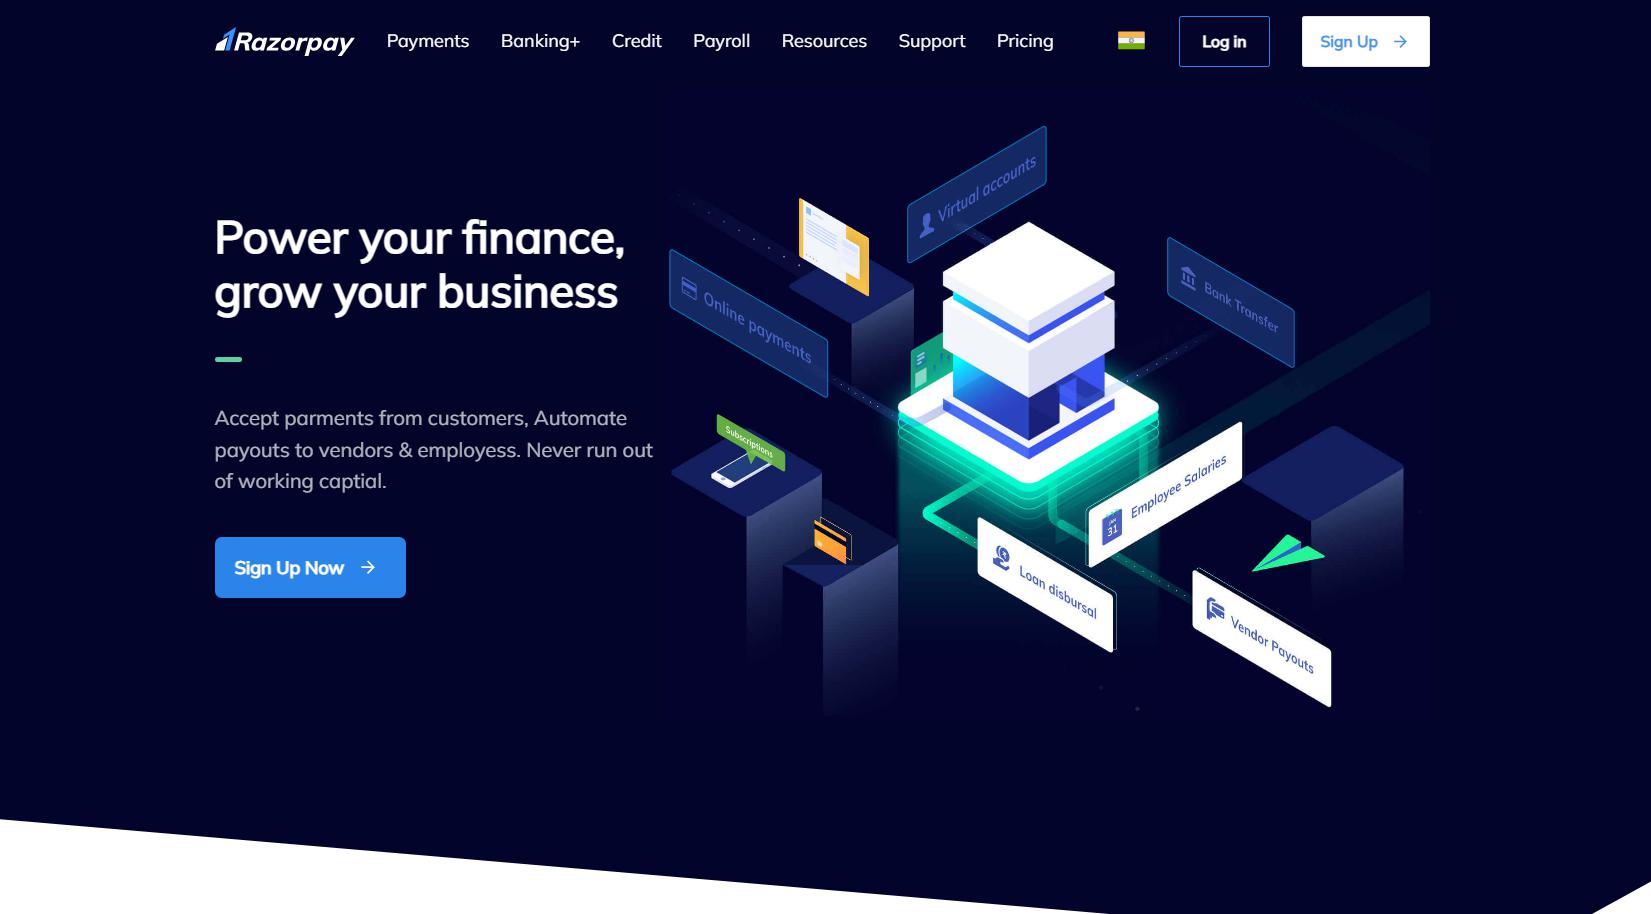 Razorpay
Payments
Banking+
Credit
Payroll
Resources
Support
Pricing
Log in
Sign Up
Power your finance,
grow your business
Accept parments from customers, Automate
payouts to vendors & employess. Never run out
of working captial.
Sign Up Now
Virtual accounts
Online payments
Bank Transfer
Subscriptions
Employee Salaries
JAN
31
Loan disbursal
Vendor Payouts